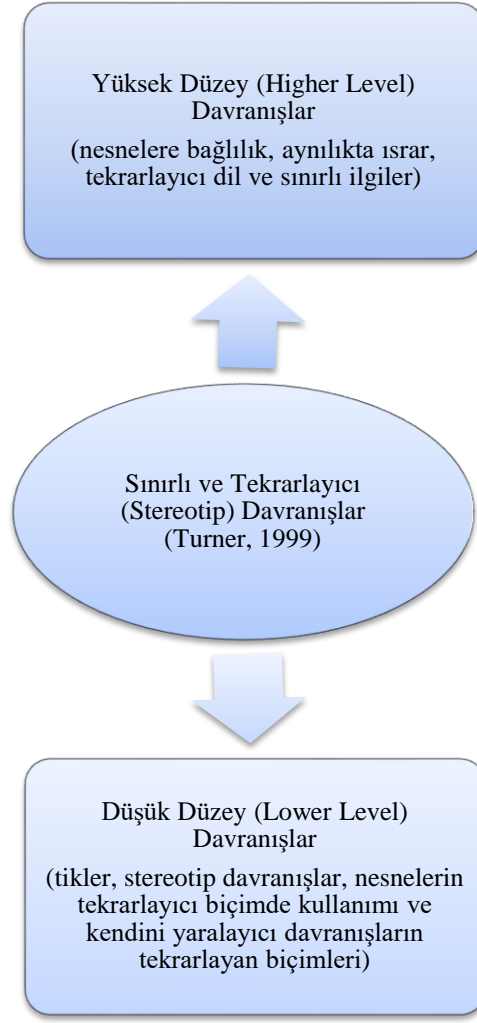 Yüksek Düzey (Higher Level)
Davranışlar
(nesnelere bağlılık, aynılıkta ısrar,
tekrarlayıcı dil ve sınırlı ilgiler)
Sınırlı ve Tekrarlayıcı
(Stereotip) Davranışlar
(Turner, 1999)
Düşük Düzey (Lower Level)
Davranışlar
(tikler, stereotip davranışlar, nesnelerin
tekrarlayıcı biçimde kullanımı ve
kendini yaralayıcı davranışların
tekrarlayan biçimleri)